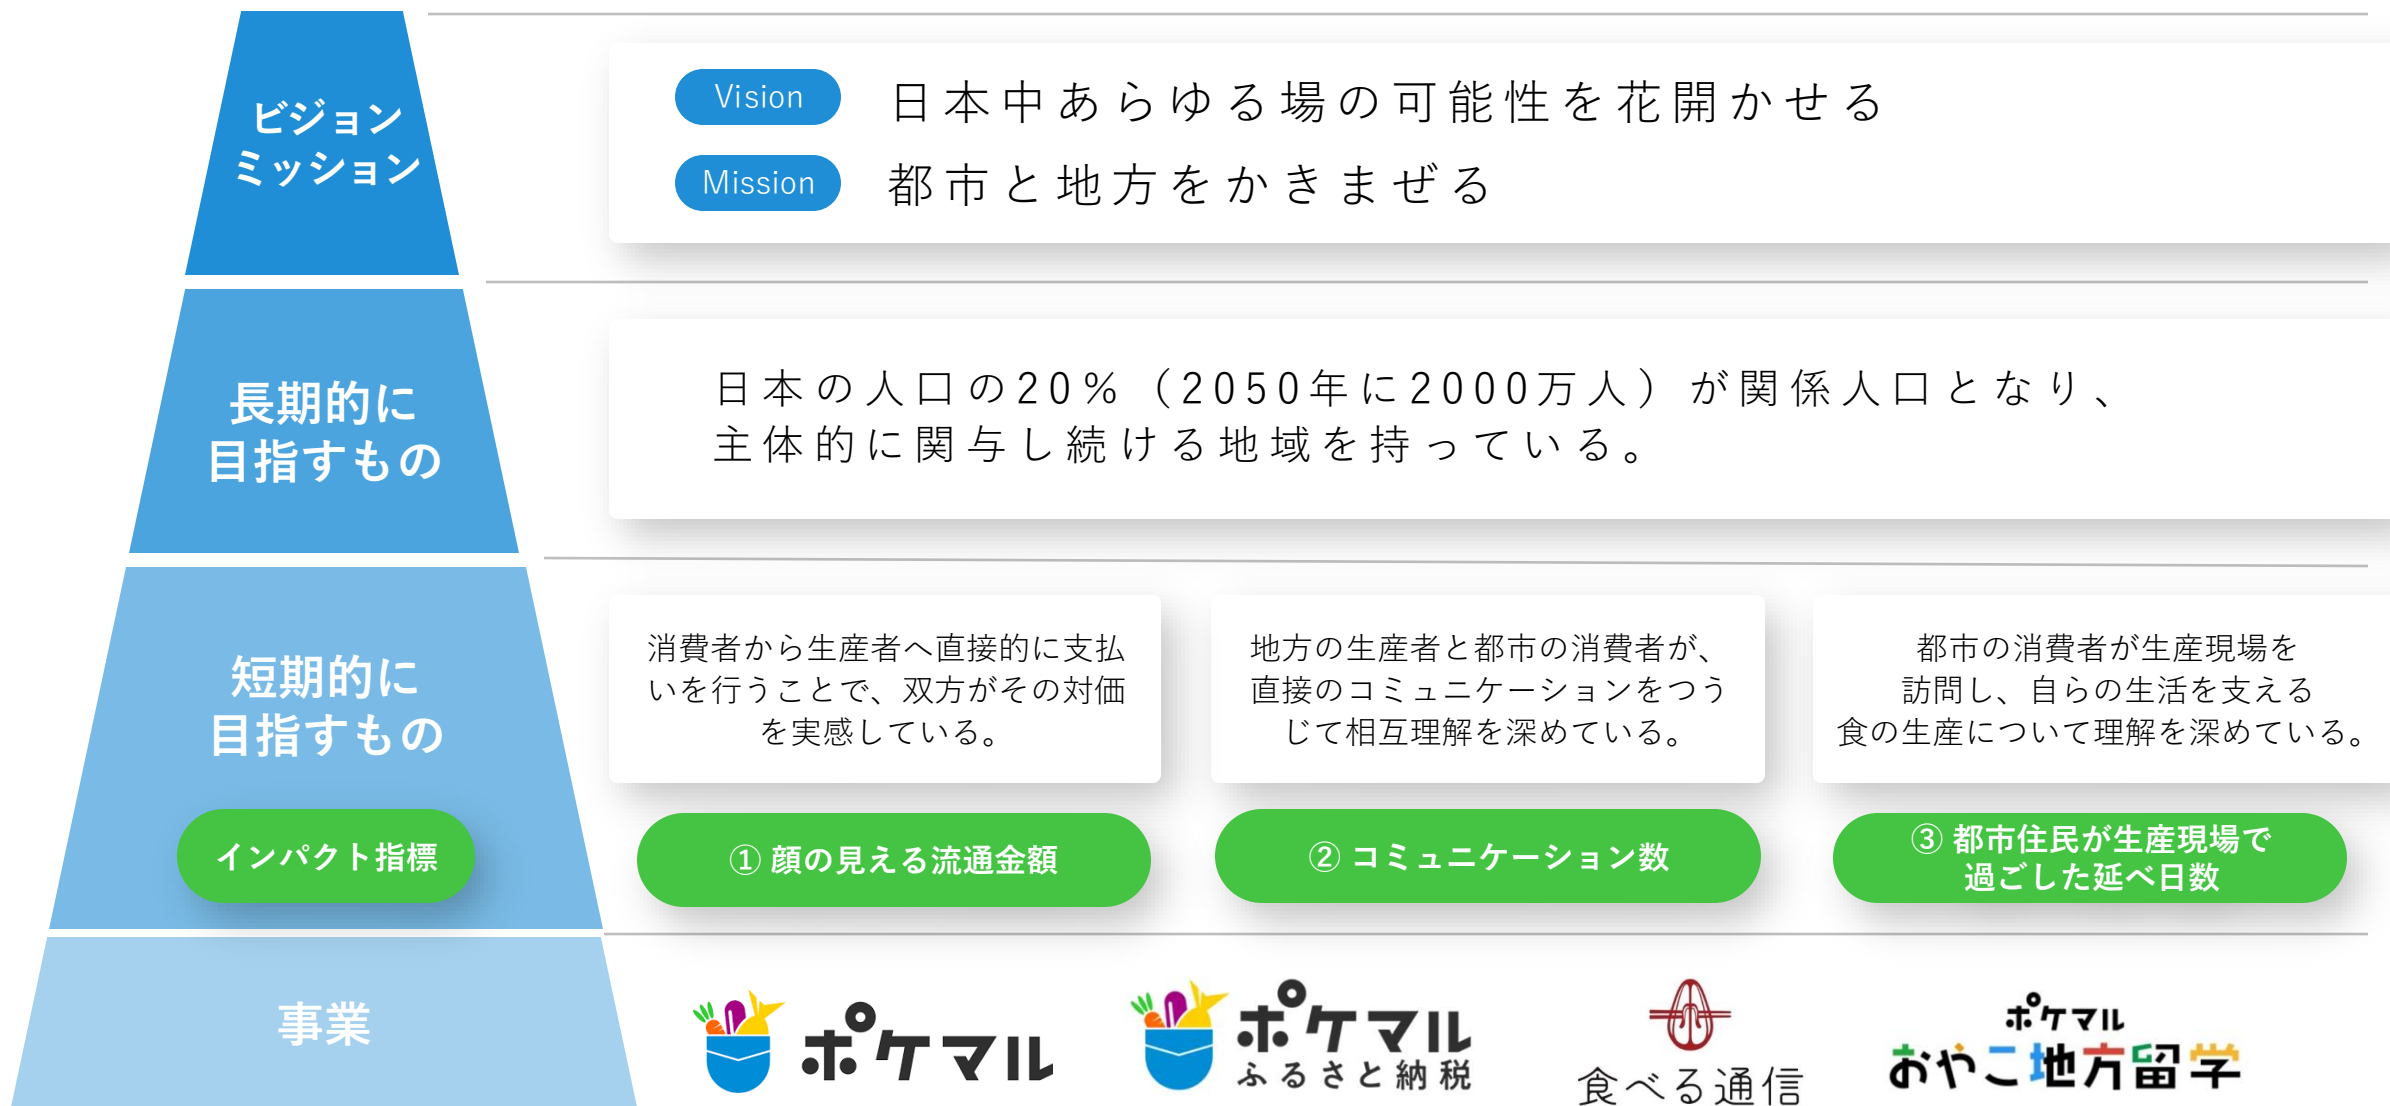 ビジョン
ミッション
Vision
日本中あらゆる場の可能性を花開かせる
Mission
都市と地方をかきまぜる
長期的に
目指すもの
日本の人口の20%（2050年に2000万人）が関係人口となり、
主体的に関与し続ける地域を持っている。
短期的に
目指すもの
インパクト指標
消費者から生産者へ直接的に支払
いを行うことで、双方がその対価
を実感している。
① 顔の見える流通金額
地方の生産者と都市の消費者が、
直接のコミュニケーションをつう
じて相互理解を深めている。
② コミュニケーション数
都市の消費者が生産現場を
訪問し、自らの生活を支える
食の生産について理解を深めている。
③ 都市住民が生産現場で
過ごした延べ日数
事業
ポケマル
ポケマル
ふるさと納税
食べる通信
ポケマル
おやこ地方留学